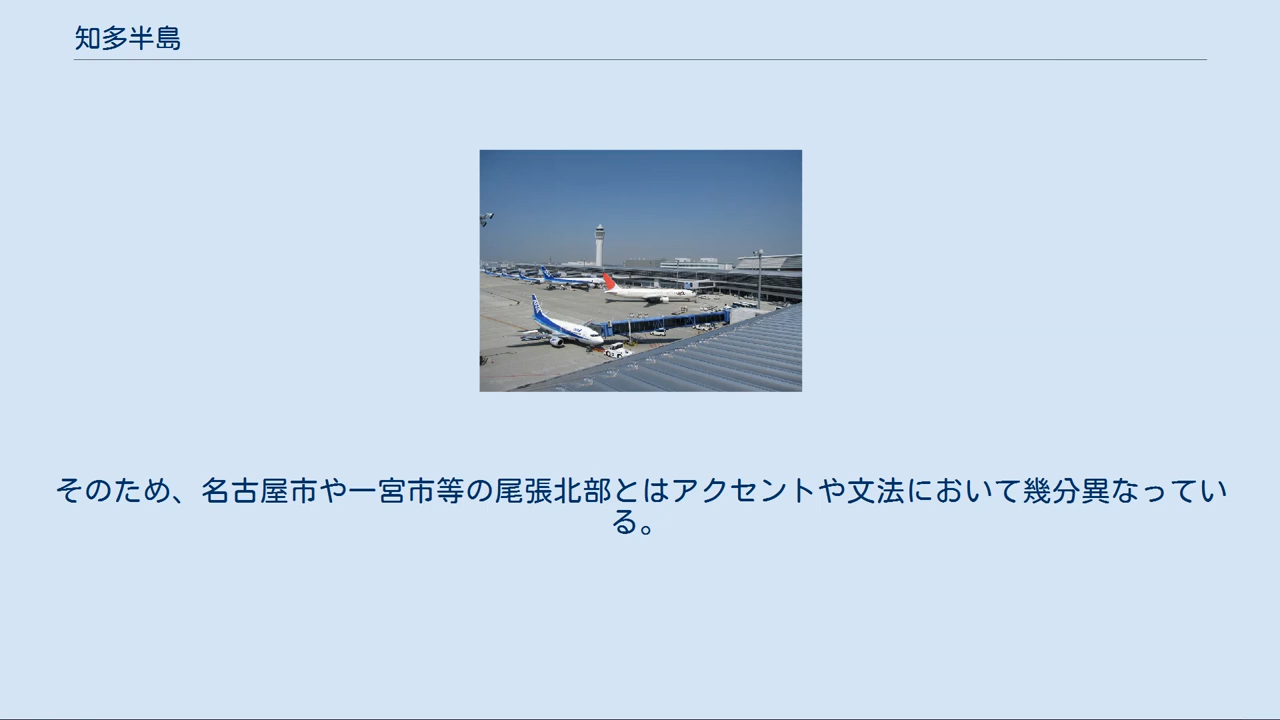 知多半島
そのため、名古屋市や一宮市等の尾張北部とはアクセントや文法において幾分異なってい
る。